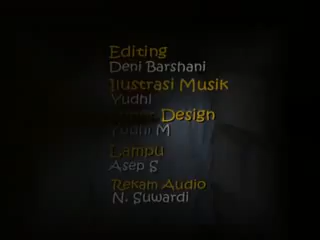 Editing
Deni Barshani
Ilustrasi Musik
Yudhi
Design
Yudhi M
Lampu
Asep S
Rekam Audio
N. Suwardi